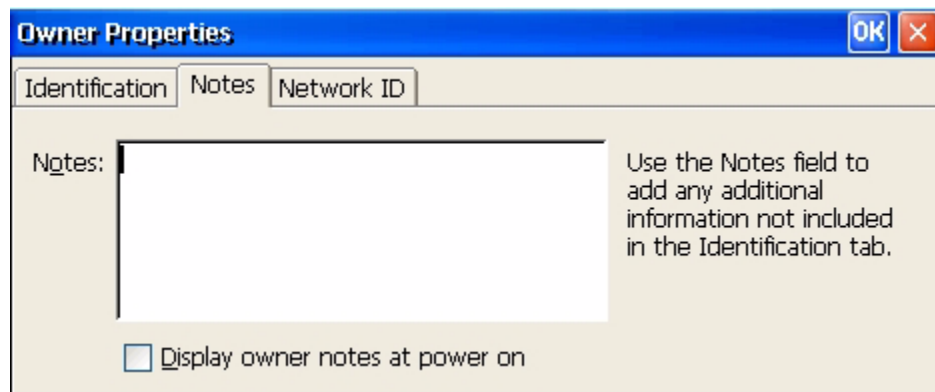 Owner Properties OK
Identification Notes Network ID
Notes:
Use the Notes field to
add any additional
information not included
in the Identification tab.
Display owner notes at power on